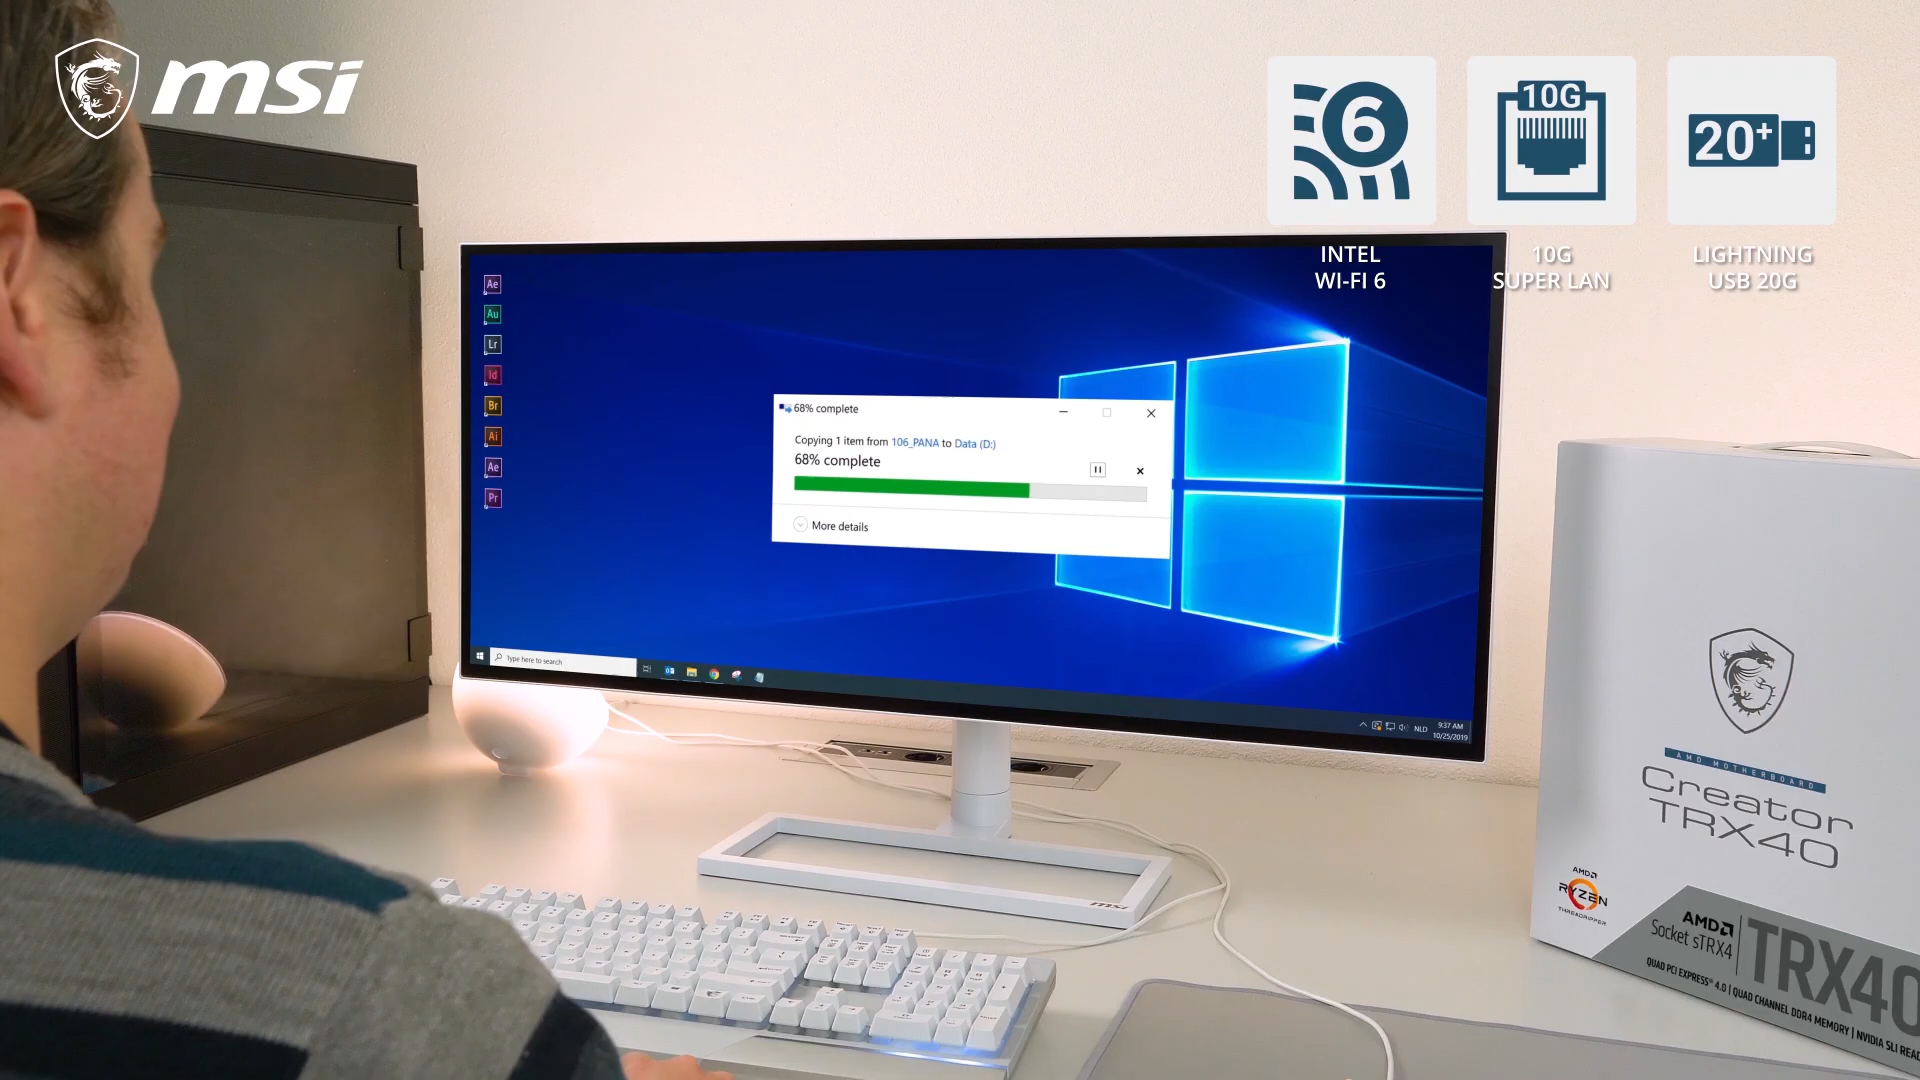 msi
6
10G
20+
INTEL
WI-FI 6
10G
SUPER LAN
LIGHTNING
USB 20G
Ae
Au
Lr
Id
Br
Ai
Ae
Pr
68% complete
Copying 1 item from 106_PANA to Data (D:)
68% complete
More details
Type here to search
NLD
9:37 AM
10/25/2019
msi
AMD MOTHERBOARD
Creator
TRX40
AMD
RYZEN
THREADRIPPER
AMD
Socket sTRX4
TRX40
QUAD PCI EXPRESS® 4.0 | QUAD CHANNEL DDR4 MEMORY | NVIDIA SLI REA